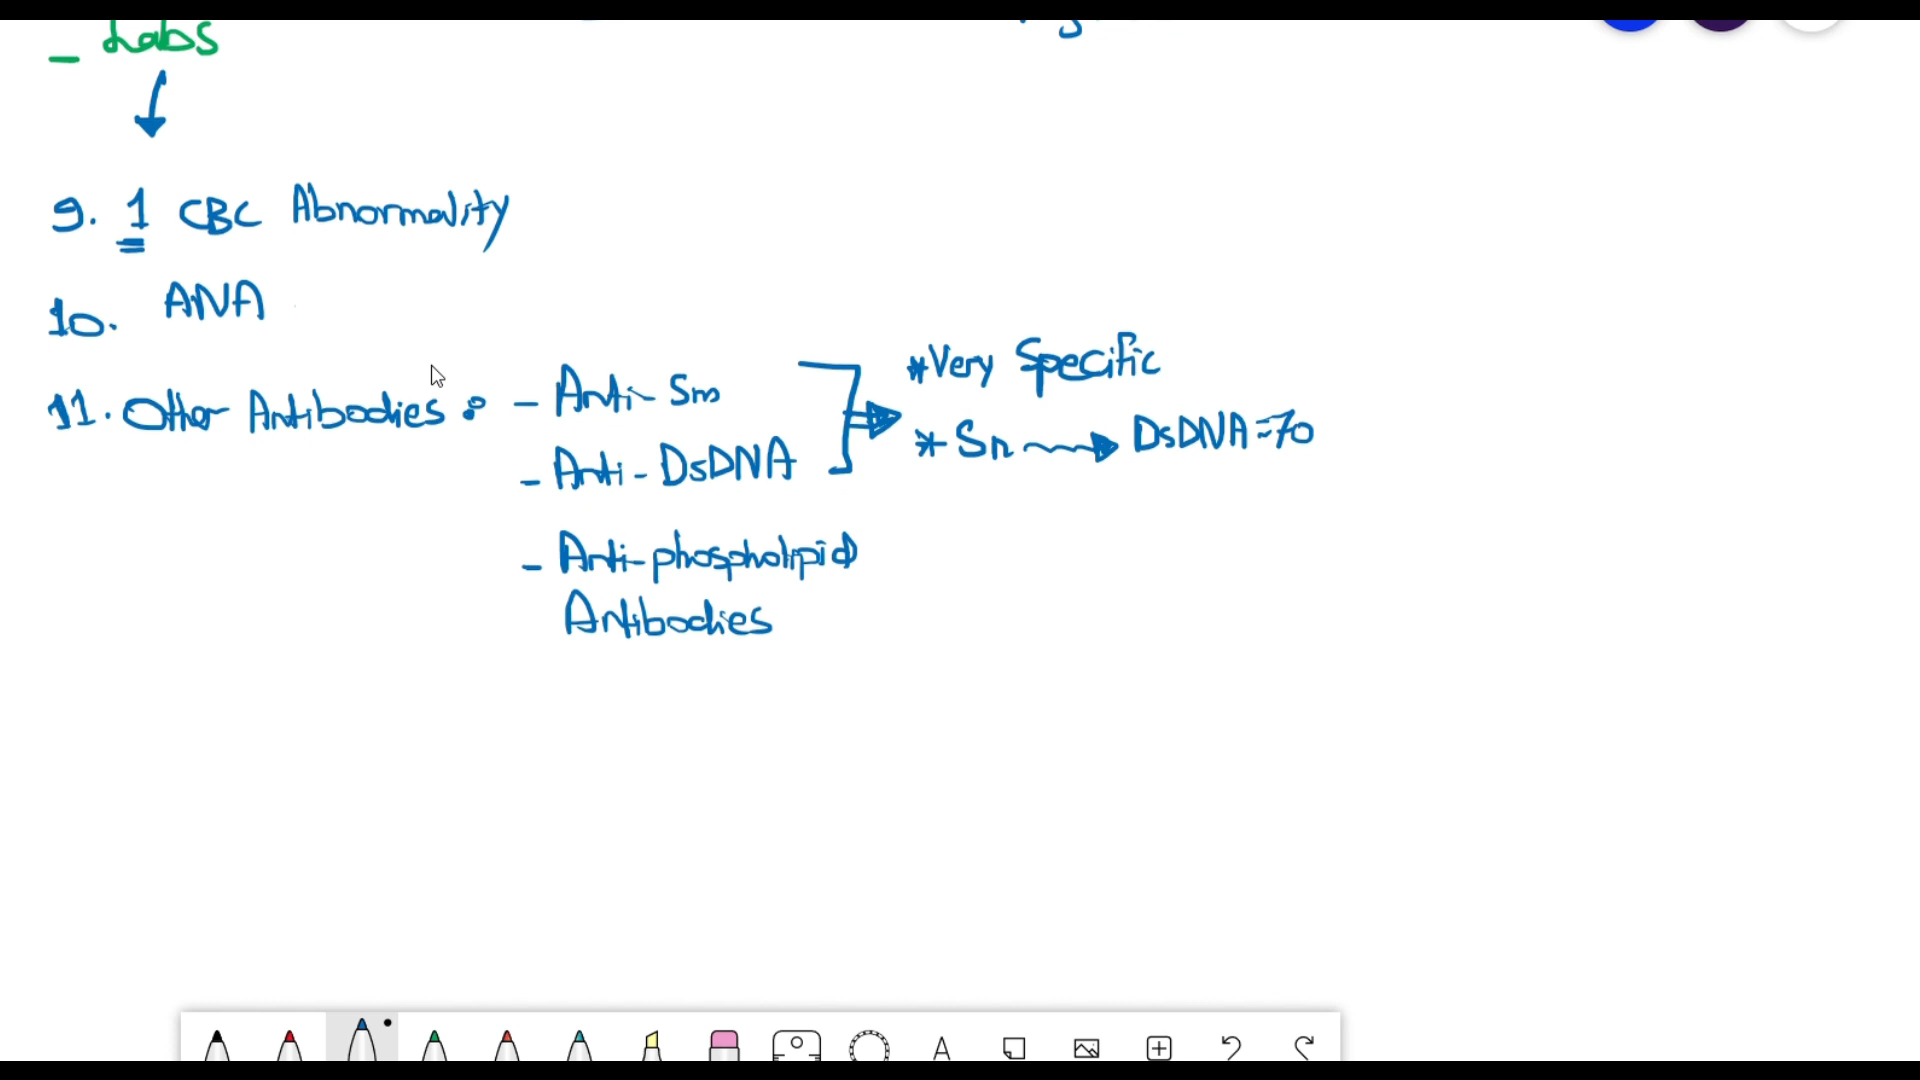 - Labs
9. 1 CBC Abnormality
10. ANA
11. Other Antibodies : - Anti-Sm
- Anti-DsDNA
- Anti-phospholipid
Antibodies
*Very Specific
* Sn → DsDNA=70